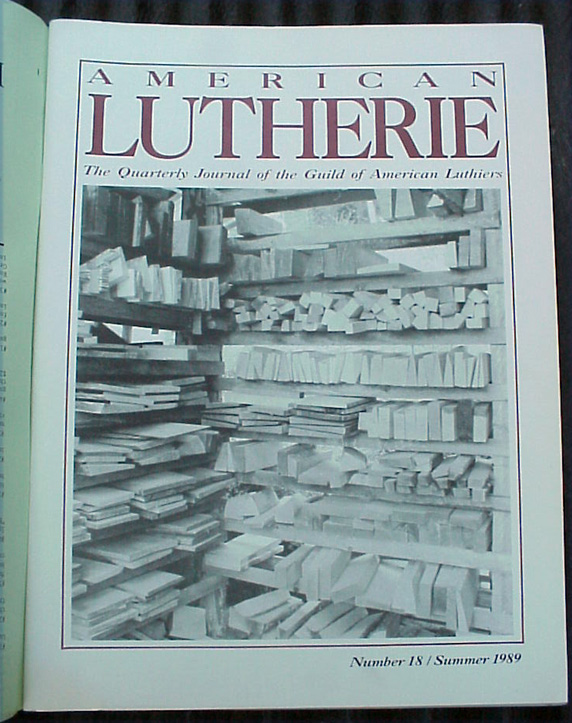 AMERICAN
LUTHERIE
The Quarterly Journal of the Guild of American Luthiers
Number 18 / Summer 1989